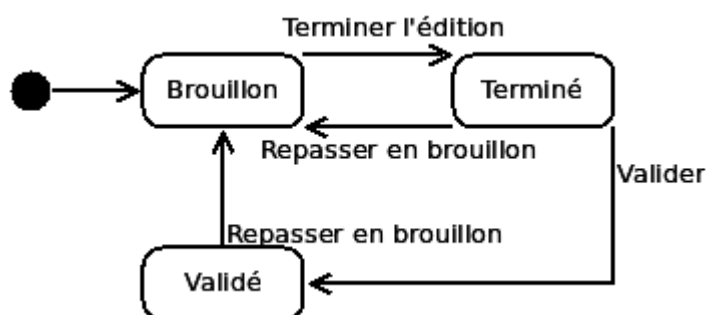 Terminer l'édition
Brouillon
Terminé
Repasser en brouillon
Valider
Repasser en brouillon
Validé